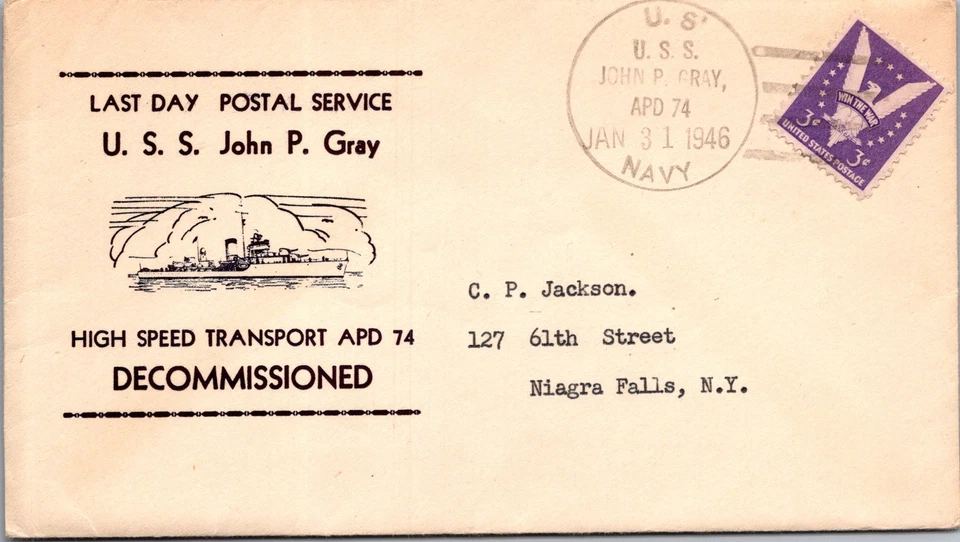 LAST DAY POSTAL SERVICE
U. S. S. John P. Gray
HIGH SPEED TRANSPORT APD 74
DECOMMISSIONED
U. S.
U. S. S.
JOHN P. GRAY,
APD 74
JAN 31 1946
NAVY
WIN THE WAR
3¢
3¢
UNITED STATES POSTAGE
C. P. Jackson.
127 61th Street
Niagra Falls, N.Y.